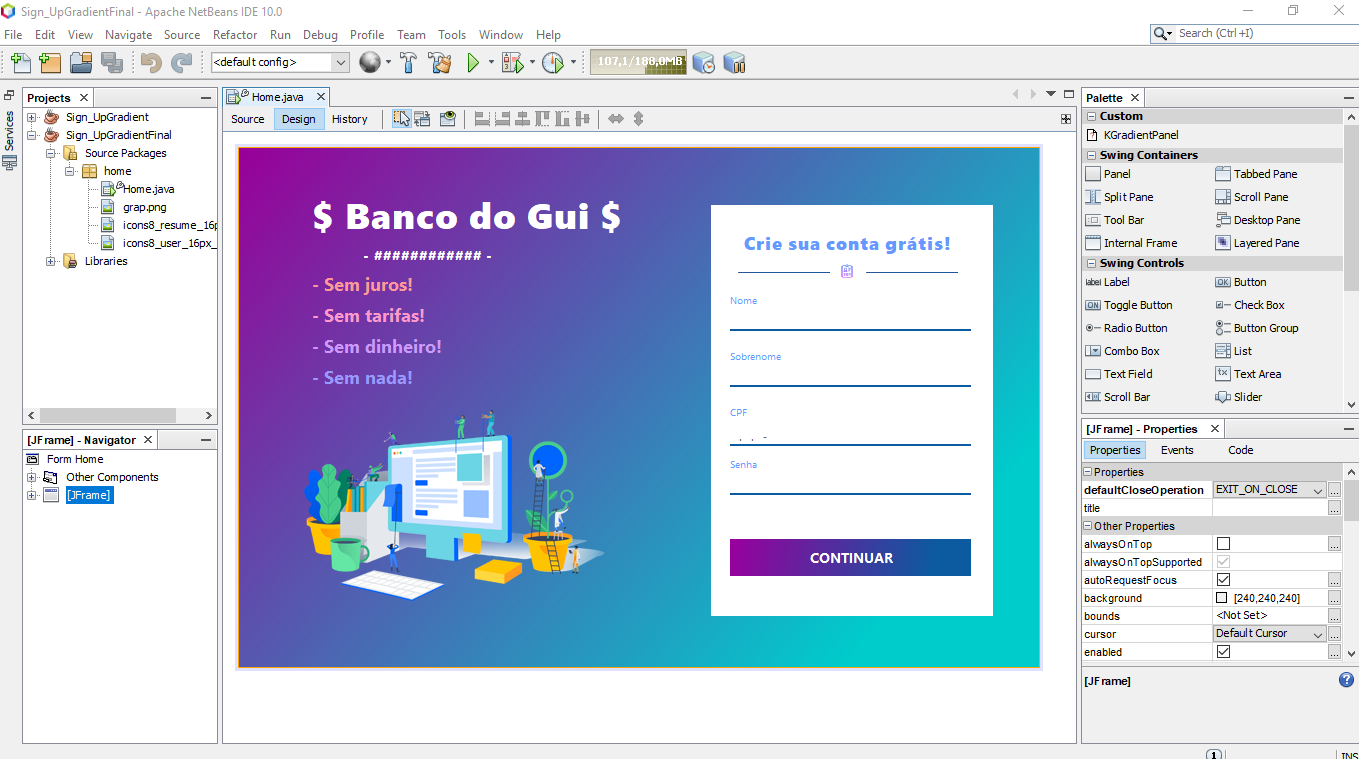 Sign_UpGradientFinal - Apache NetBeans IDE 10.0
File Edit View Navigate Source Refactor Run Debug Profile Team Tools Window Help
Search (Ctrl+I)
<default config>
107,1/188,0MB
Services
Projects
Sign_UpGradient
Sign_UpGradientFinal
Source Packages
home
Home.java
grap.png
icons8_resume_16p
icons8_user_16px_
Libraries
[JFrame] - Navigator
Form Home
Other Components
[JFrame]
Home.java
Source Design History
$ Banco do Gui $
- ############ -
- Sem juros!
- Sem tarifas!
- Sem dinheiro!
- Sem nada!
Crie sua conta grátis!
Nome
Sobrenome
CPF
. . -
Senha
CONTINUAR
Palette
Custom
KGradientPanel
Swing Containers
Panel Tabbed Pane
Split Pane Scroll Pane
Tool Bar Desktop Pane
Internal Frame Layered Pane
Swing Controls
label Label OK Button
ON Toggle Button Check Box
Radio Button Button Group
Combo Box List
Text Field Text Area
Scroll Bar Slider
[JFrame] - Properties
Properties Events Code
Properties
defaultCloseOperation EXIT_ON_CLOSE
title
Other Properties
alwaysOnTop
alwaysOnTopSupported
autoRequestFocus
background [240,240,240]
bounds <Not Set>
cursor Default Cursor
enabled
[JFrame]
1
INS